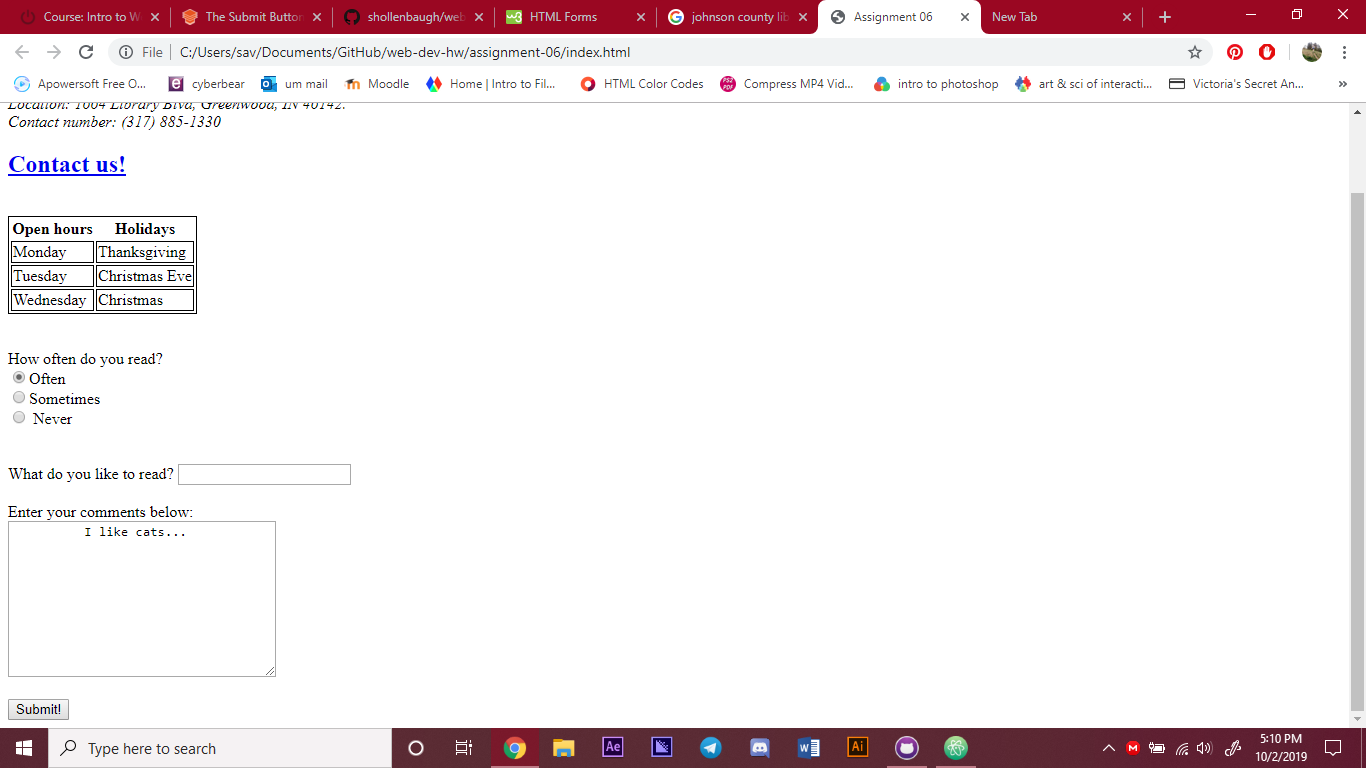 Course: Intro to W
The Submit Button
shollenbaugh/web
HTML Forms
johnson county lib
Assignment 06
New Tab
File
C:/Users/sav/Documents/GitHub/web-dev-hw/assignment-06/index.html
Apowersoft Free O...
cyberbear
um mail
Moodle
Home | Intro to Fil...
HTML Color Codes
Compress MP4 Vid...
intro to photoshop
art & sci of interacti...
Victoria's Secret An...
»
Location: 1664 Library Blvd, Greenwood, IN 46142.
Contact number: (317) 885-1330
Contact us!
Open hours Holidays
Monday Thanksgiving
Tuesday Christmas Eve
Wednesday Christmas
How often do you read?
Often
Sometimes
Never
What do you like to read?
Enter your comments below:
I like cats...
Submit!
Type here to search
Ae
Ai
5:10 PM
10/2/2019